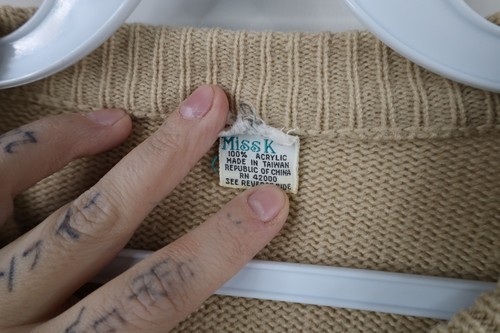 Miss K
100% ACRYLIC
MADE IN TAIWAN
REPUBLIC OF CHINA
RN 42000
SEE REVERSE SIDE